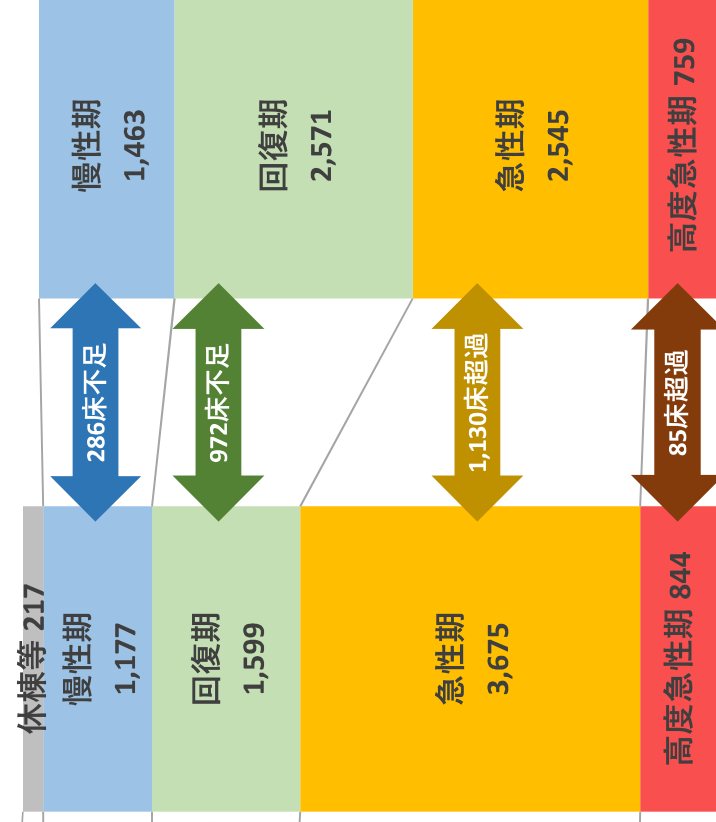 休棟等 217
慢性期
1,177
回復期
1,599
急性期
3,675
高度急性期 844
286床不足
972床不足
1,130床超過
85床超過
慢性期
1,463
回復期
2,571
急性期
2,545
高度急性期 759